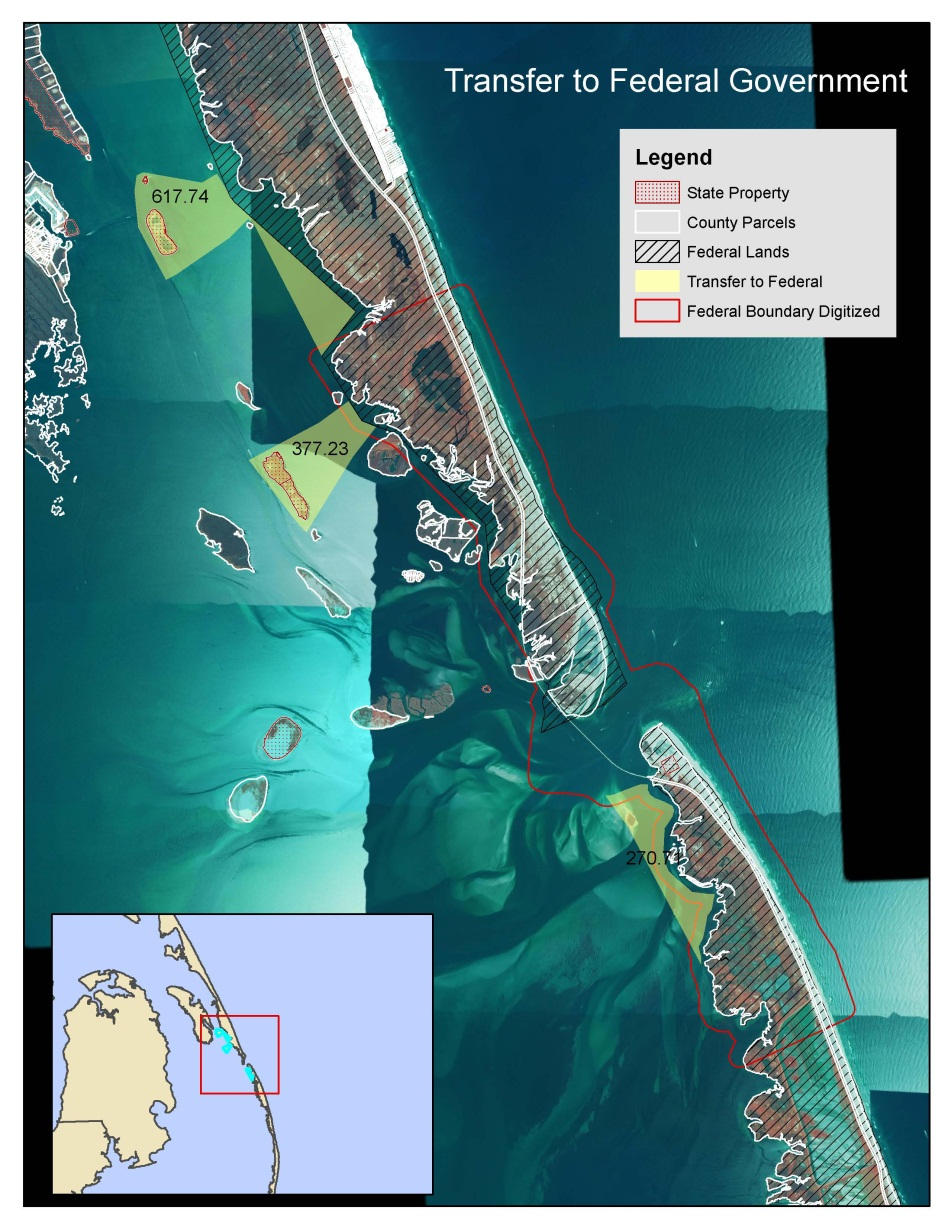 Transfer to Federal Government
Legend
State Property
County Parcels
Federal Lands
Transfer to Federal
Federal Boundary Digitized
617.74
377.23